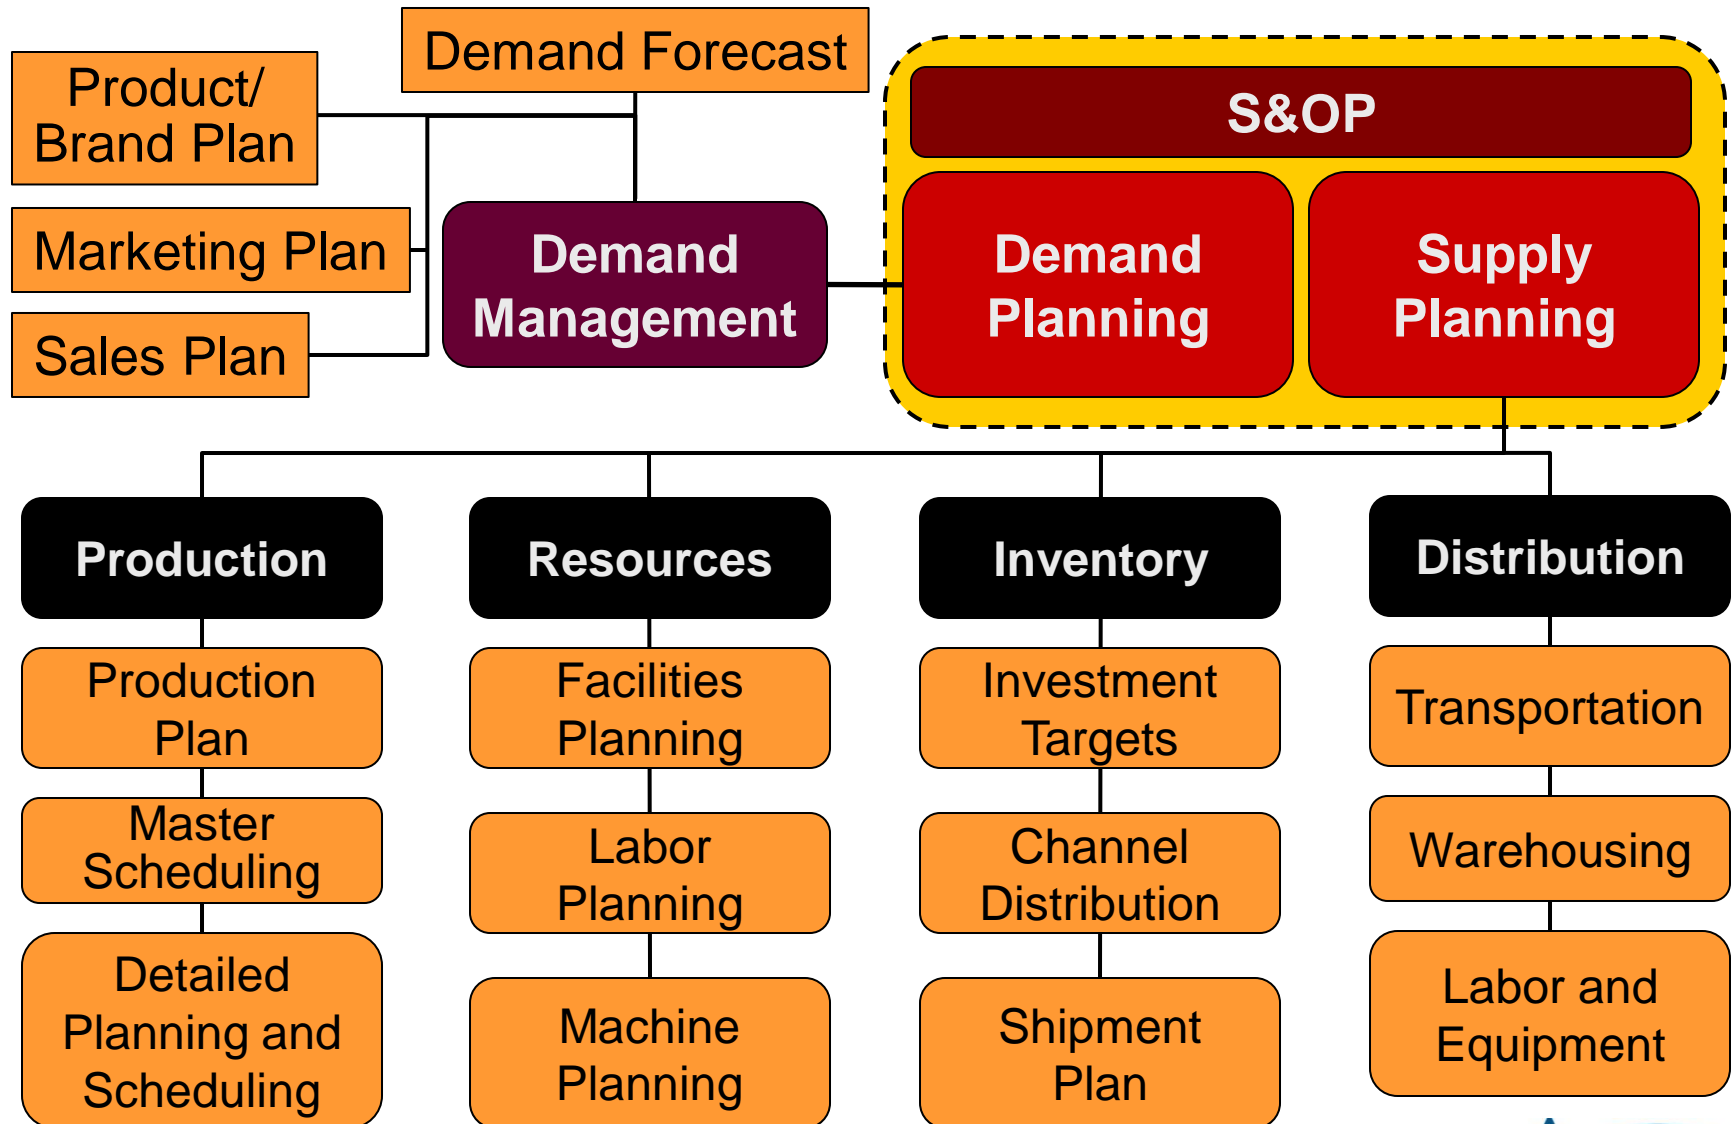 Demand Forecast
Product/
Brand Plan
Marketing Plan
Sales Plan
Demand
Management
S&OP
Demand
Planning
Supply
Planning
Production
Resources
Inventory
Distribution
Production
Plan
Master
Scheduling
Detailed
Planning and
Scheduling
Facilities
Planning
Labor
Planning
Machine
Planning
Investment
Targets
Channel
Distribution
Shipment
Plan
Transportation
Warehousing
Labor and
Equipment